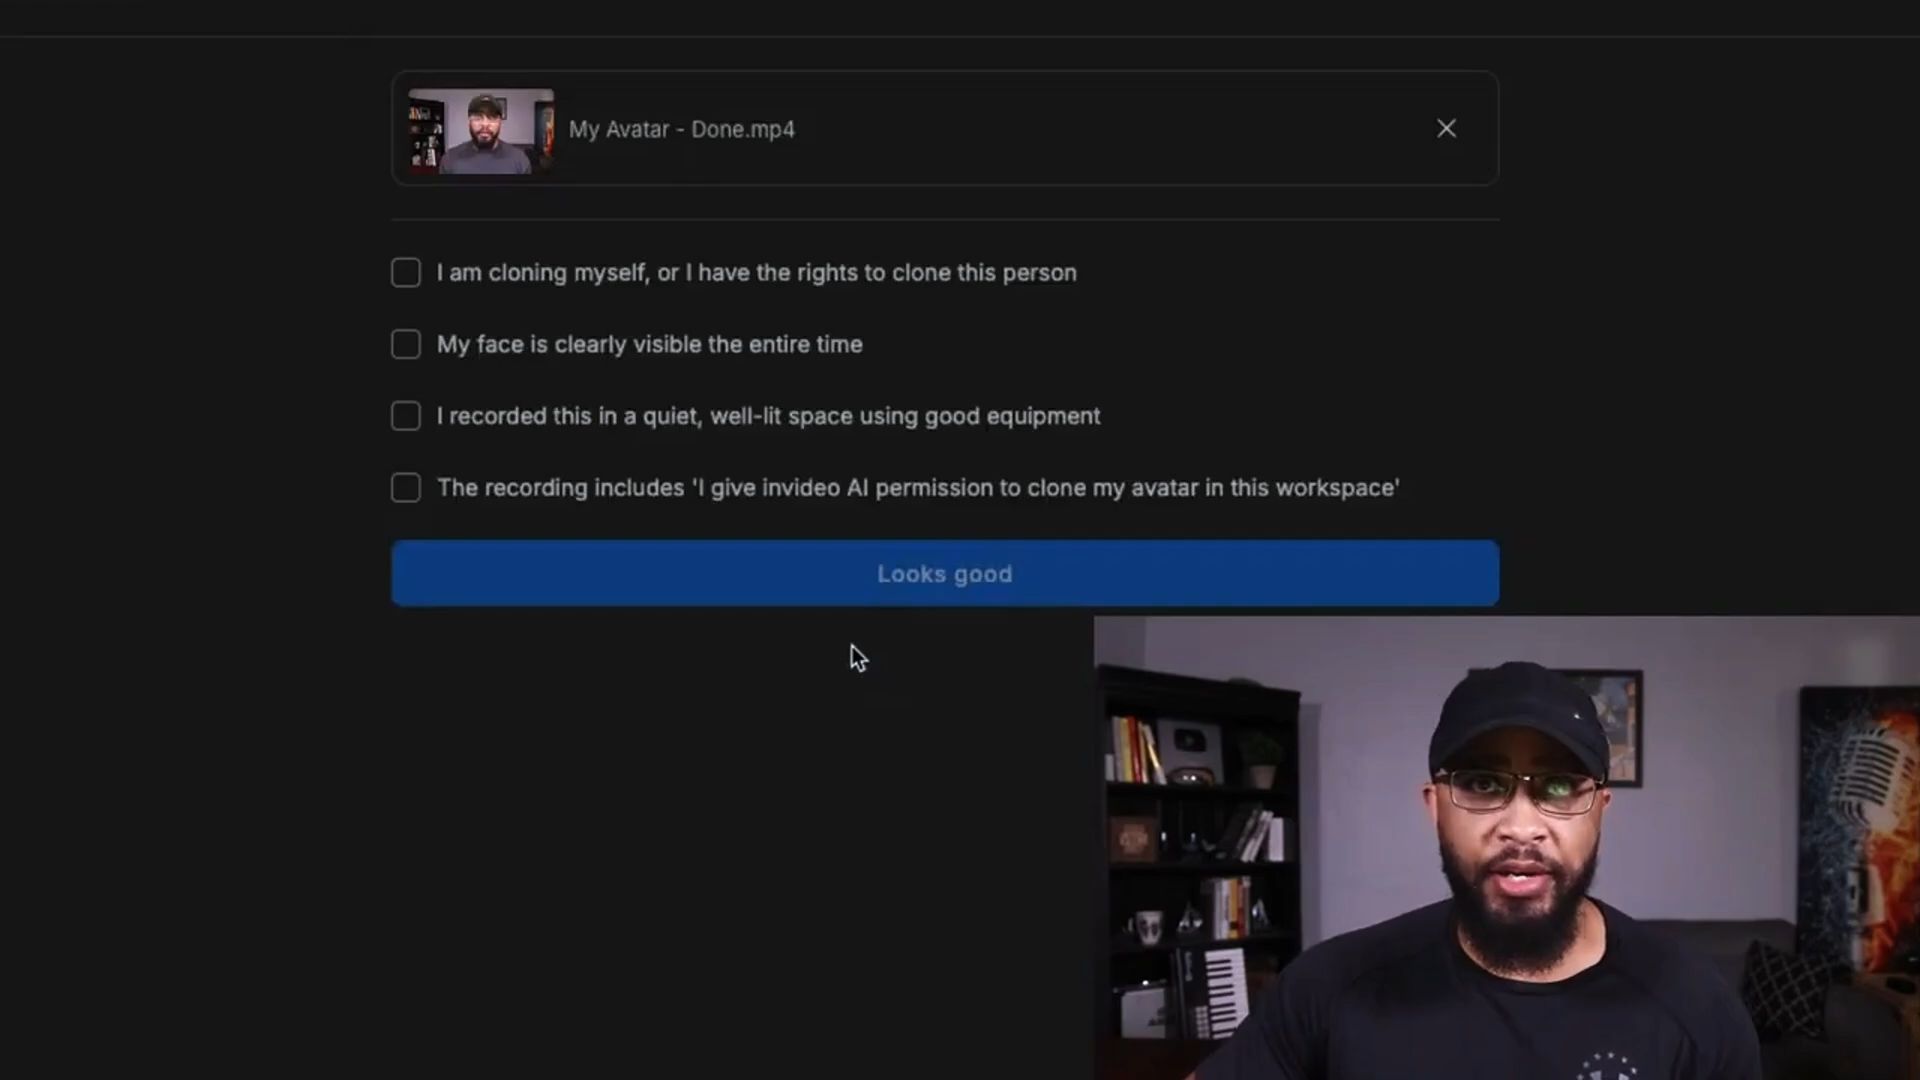 My Avatar - Done.mp4
I am cloning myself, or I have the rights to clone this person
My face is clearly visible the entire time
I recorded this in a quiet, well-lit space using good equipment
The recording includes 'I give invideo AI permission to clone my avatar in this workspace'
Looks good